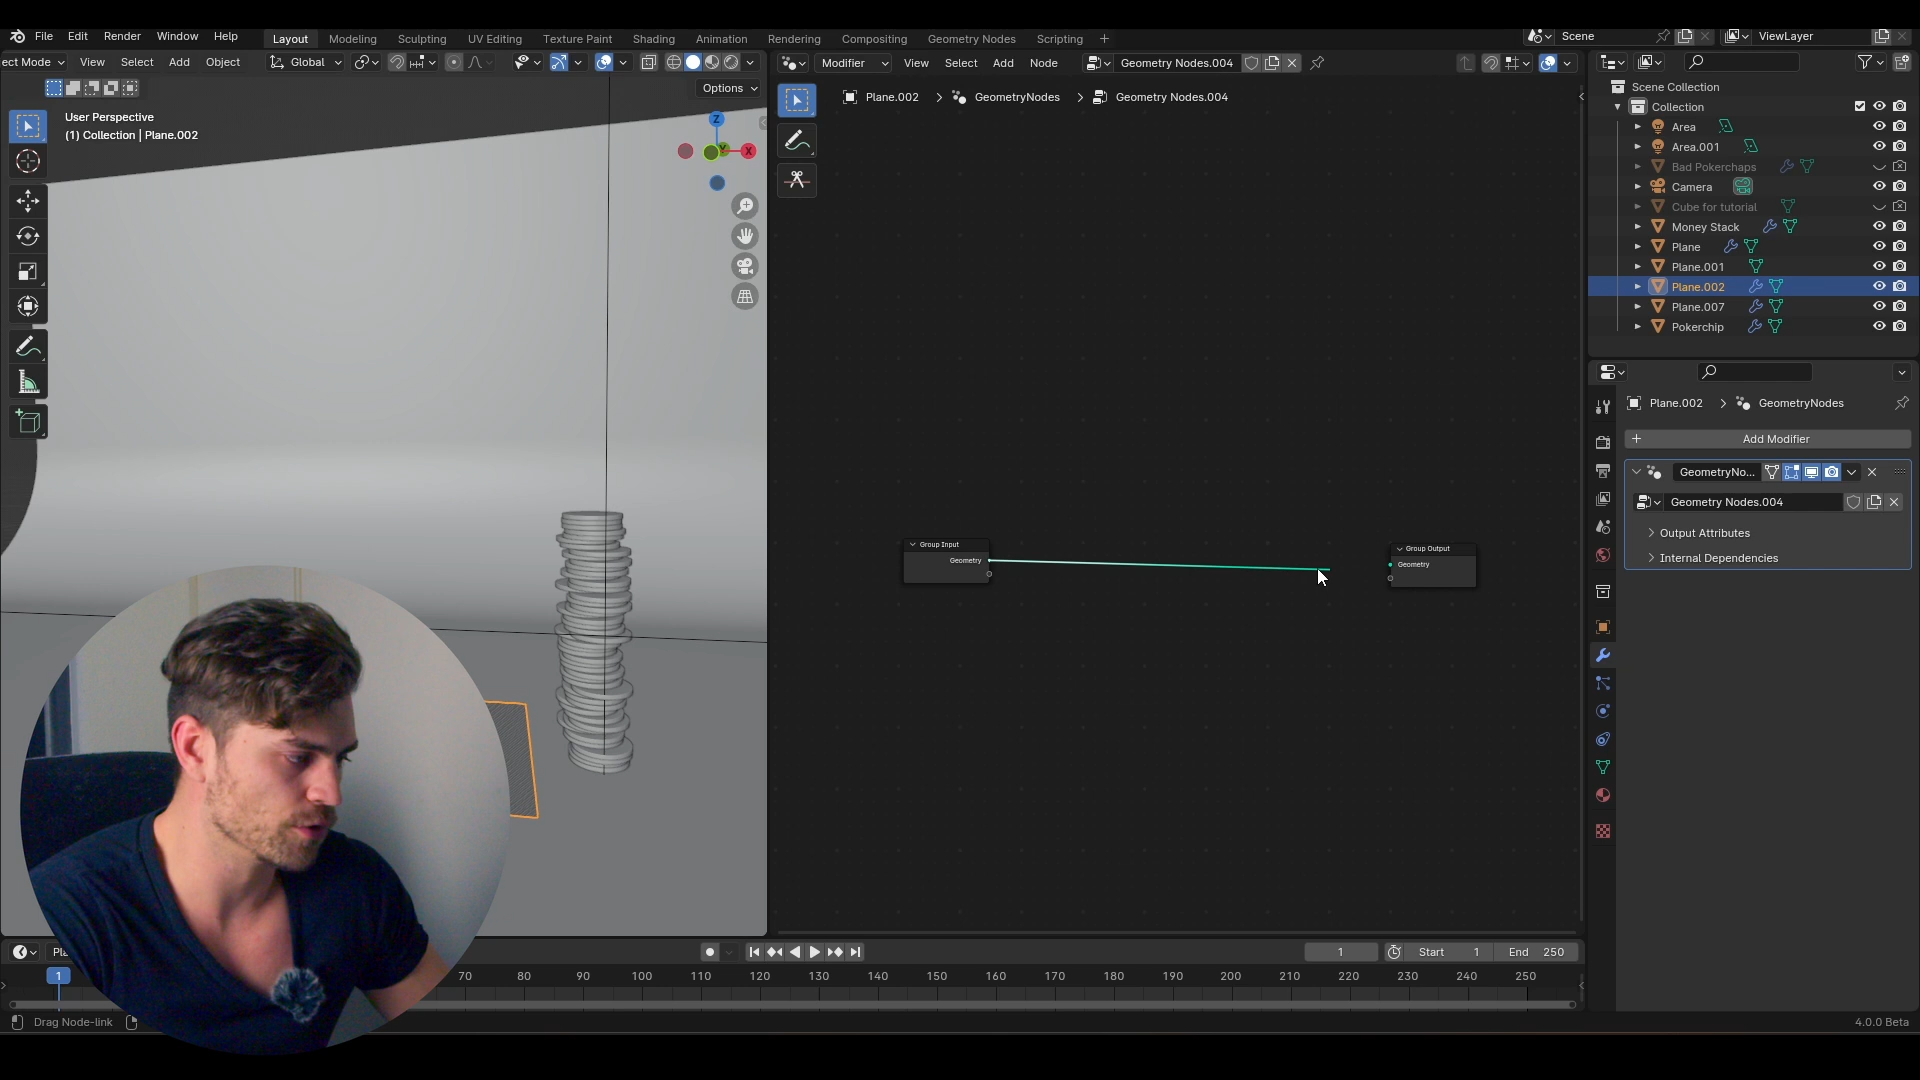 File Edit Render Window Help
Layout Modeling Sculpting UV Editing Texture Paint Shading Animation Rendering Compositing Geometry Nodes Scripting +
Scene ViewLayer
ect Mode View Select Add Object Global
Modifier View Select Add Node Geometry Nodes.004
Options
User Perspective
(1) Collection | Plane.002
Z
Y
X
Plane.002 > GeometryNodes > Geometry Nodes.004
Group Input
Geometry
Group Output
Geometry
Scene Collection
Collection
Area
Area.001
Bad Pokerchaps
Camera
Cube for tutorial
Money Stack
Plane
Plane.001
Plane.002
Plane.007
Pokerchip
Plane.002 > GeometryNodes
+ Add Modifier
GeometryNo...
Geometry Nodes.004
> Output Attributes
> Internal Dependencies
Pla
1 Start 1 End 250
1 70 80 90 100 110 120 130 140 150 160 170 180 190 200 210 220 230 240 250
Drag Node-link
4.0.0 Beta